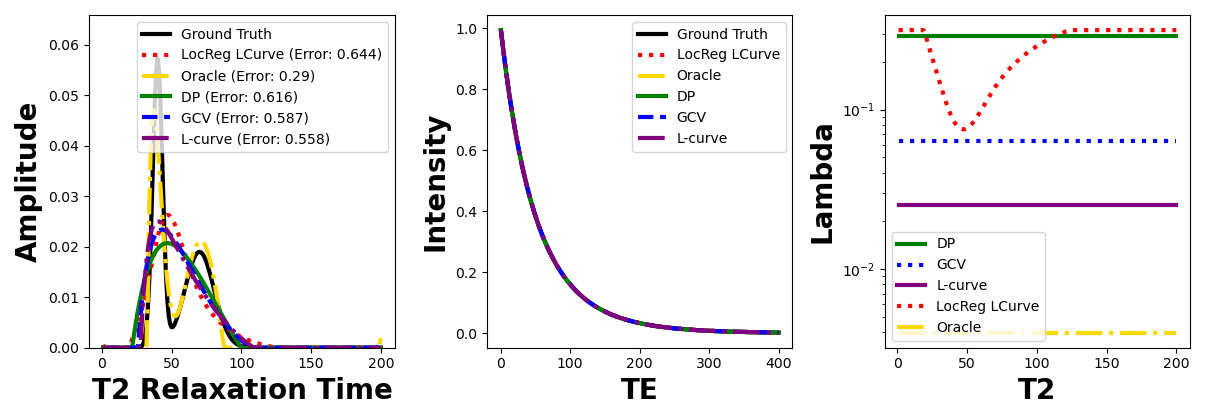 Amplitude
0.06
0.05
0.04
0.03
0.02
0.01
0.00
0
50
100
150
200
T2 Relaxation Time
Ground Truth
LocReg LCurve (Error: 0.644)
Oracle (Error: 0.29)
DP (Error: 0.616)
GCV (Error: 0.587)
L-curve (Error: 0.558)
Intensity
1.0
0.8
0.6
0.4
0.2
0.0
0
100
200
300
400
TE
Ground Truth
LocReg LCurve
Oracle
DP
GCV
L-curve
Lambda
10⁻¹
10⁻²
0
50
100
150
200
T2
DP
GCV
L-curve
LocReg LCurve
Oracle